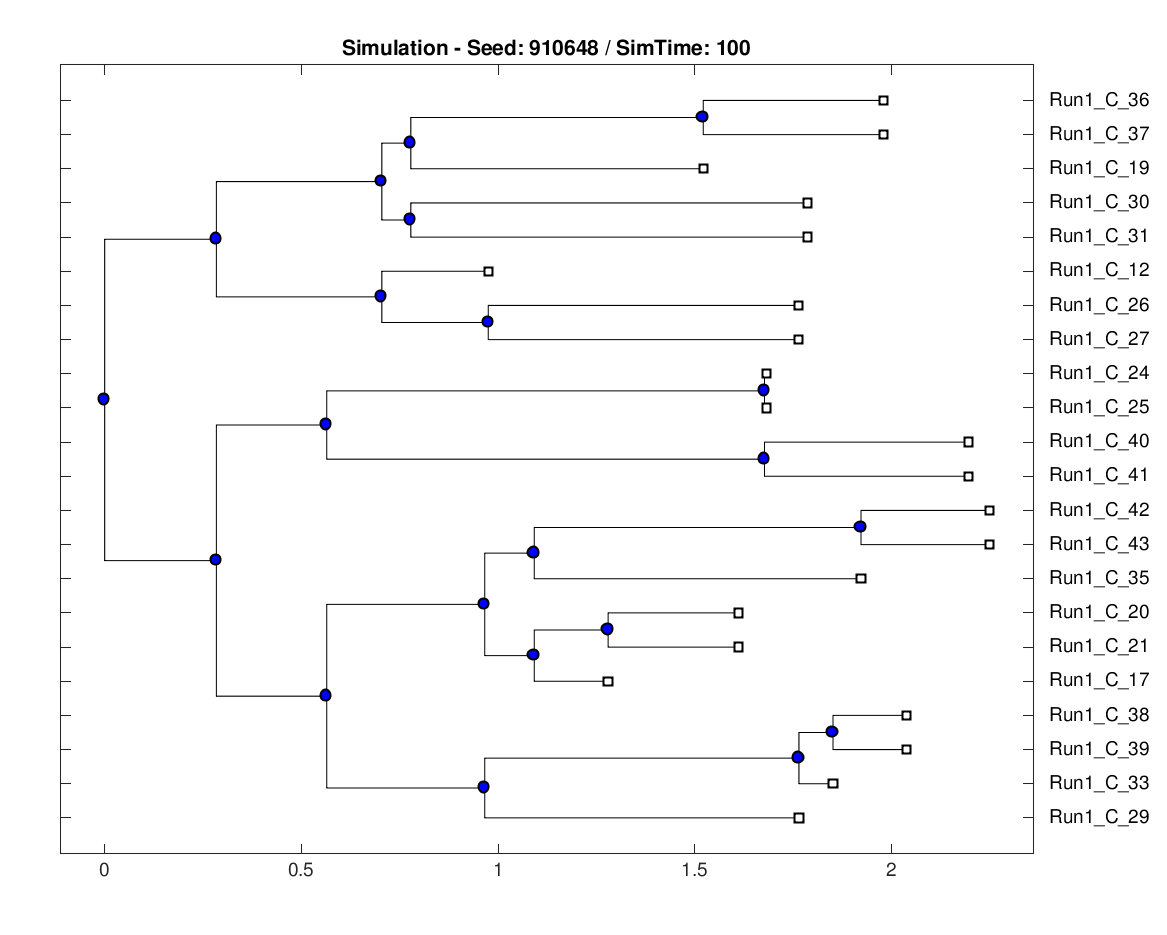 Simulation - Seed: 910648 / SimTime: 100
Run1_C_36
Run1_C_37
Run1_C_19
Run1_C_30
Run1_C_31
Run1_C_12
Run1_C_26
Run1_C_27
Run1_C_24
Run1_C_25
Run1_C_40
Run1_C_41
Run1_C_42
Run1_C_43
Run1_C_35
Run1_C_20
Run1_C_21
Run1_C_17
Run1_C_38
Run1_C_39
Run1_C_33
Run1_C_29
0 0.5 1 1.5 2